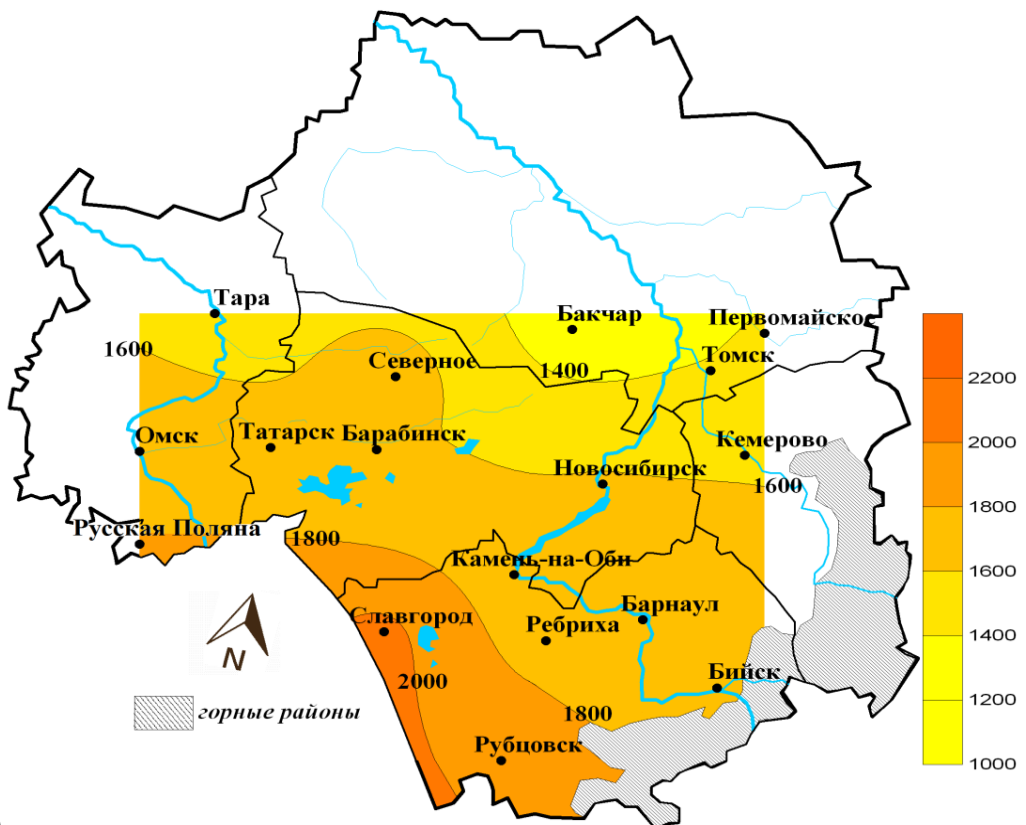 Тара
Бакчар
Первомайское
1600
Северное
1400
Томск
2200
2000
Омск
Татарск
Барабинск
Кемерово
Новосибирск
1600
1800
Русская Поляна
1800
Камень-на-Оби
1600
Славгород
Ребриха
Барнаул
1400
N
2000
Бийск
1200
горные районы
1800
Рубцовск
1000